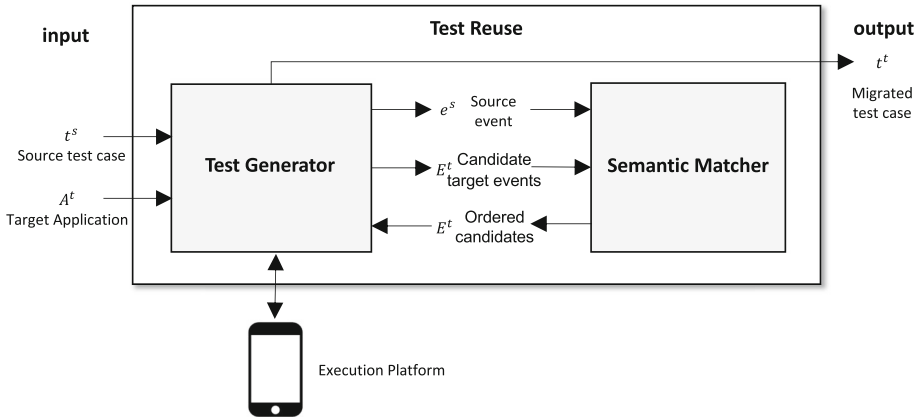 input
Test Reuse
output
t^t
Migrated
test case
t^s
Source test case
A^t
Target Application
Test Generator
e^s Source
event
E^t Candidate
target events
E^t Ordered
candidates
Semantic Matcher
Execution Platform